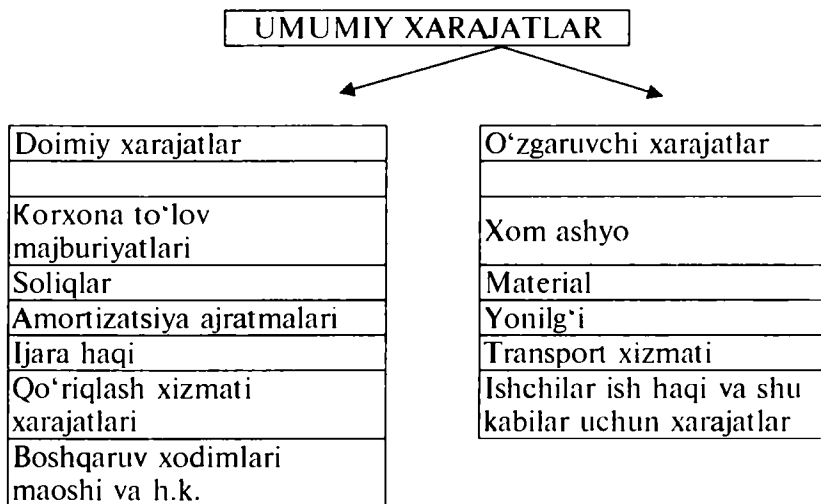 UMUMIY XARAJATLAR
Doimiy xarajatlar
Korxona to‘lov
majburiyatlari
Soliqlar
Amortizatsiya ajratmalari
Ijara haqi
Qo‘riqlash xizmati
xarajatlari
Boshqaruv xodimlari
maoshi va h.k.
O‘zgaruvchi xarajatlar
Xom ashyo
Material
Yonilg‘i
Transport xizmati
Ishchilar ish haqi va shu
kabilar uchun xarajatlar